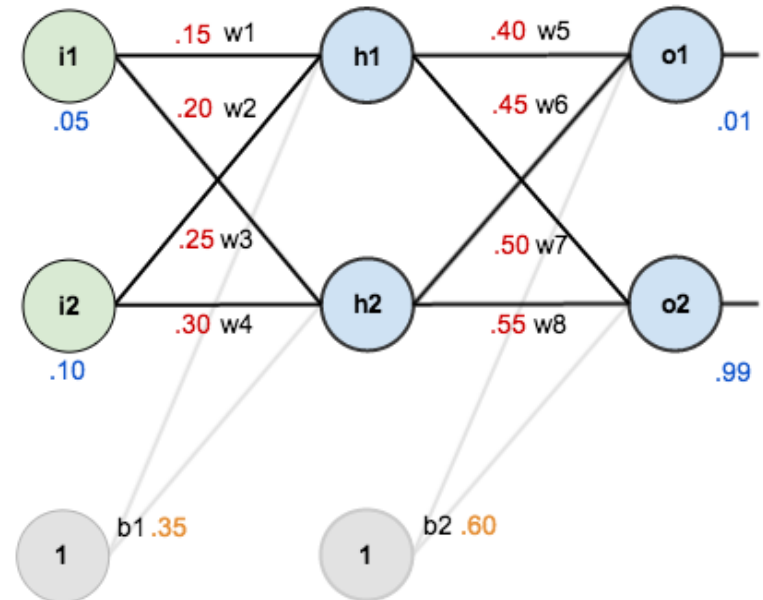 i1
.15 w1
h1
.40 w5
o1
.05
.20 w2
.45 w6
.01
.25 w3
.50 w7
i2
.30 w4
h2
.55 w8
o2
.10
.99
1
b1 .35
1
b2 .60